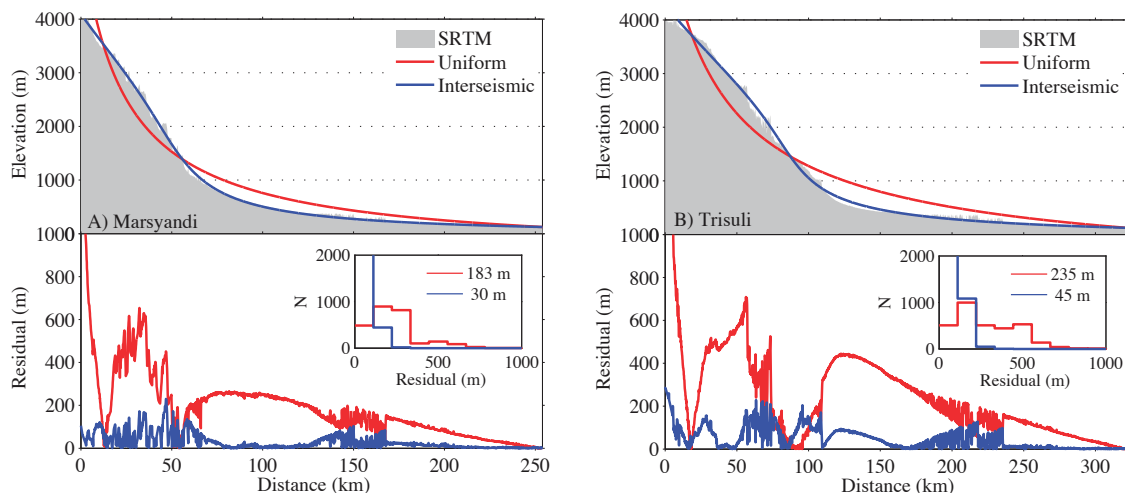 4000
3000
2000
1000
0
Elevation (m)
SRTM
Uniform
Interseismic
A) Marsyandi
1000
800
600
400
200
0
Residual (m)
2000
1000
0
N
183 m
30 m
0
1000
Residual (m)
0 50 100 150 200 250
Distance (km)
4000
3000
2000
1000
0
Elevation (m)
SRTM
Uniform
Interseismic
B) Trisuli
1000
800
600
400
200
0
Residual (m)
2000
1000
0
N
235 m
45 m
0
1000
Residual (m)
0 50 100 150 200 250 300
Distance (km)